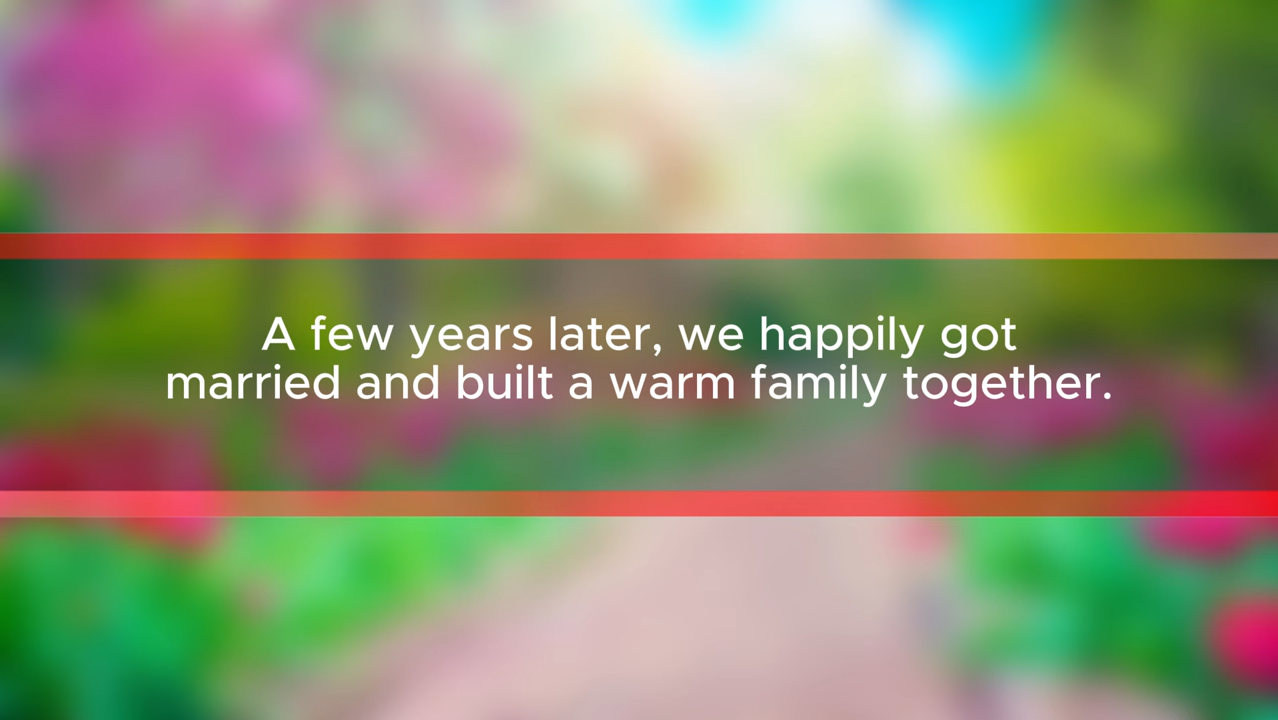 A few years later, we happily got
married and built a warm family together.